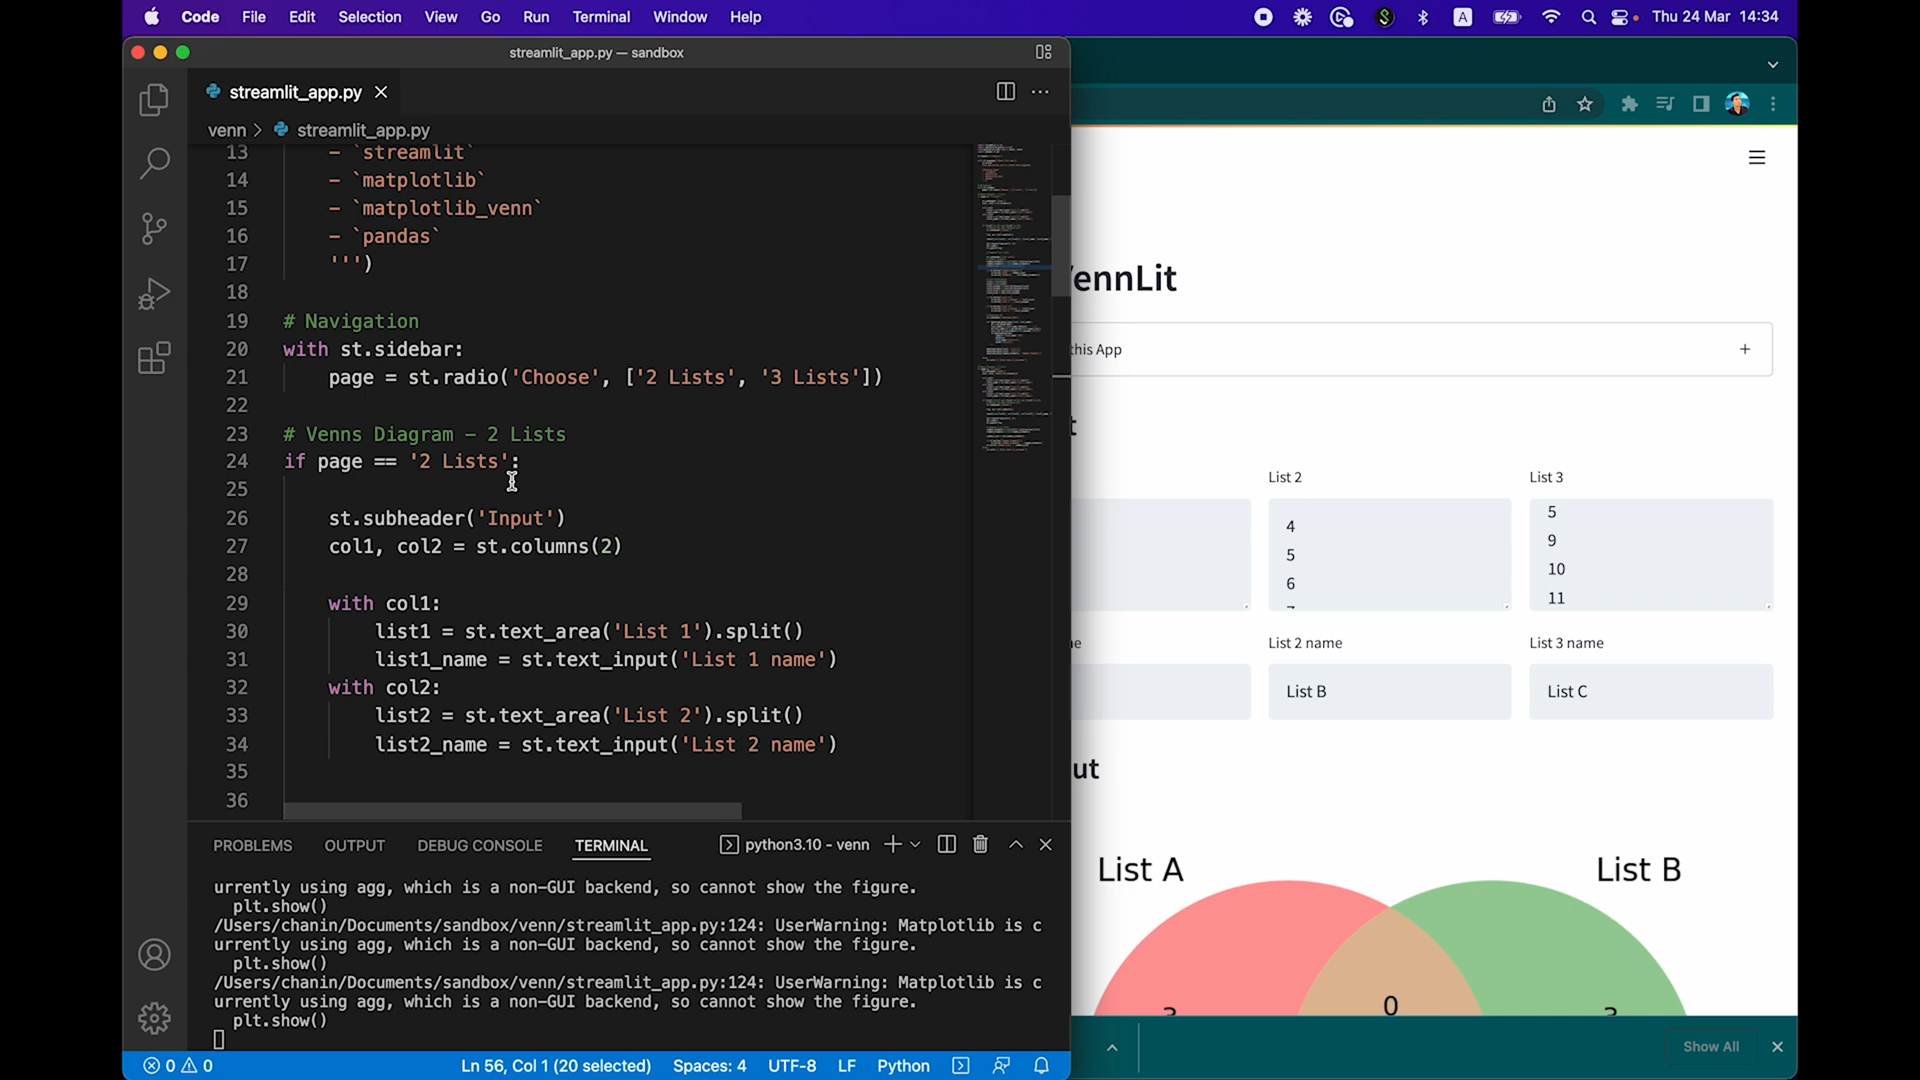 Code File Edit Selection View Go Run Terminal Window Help
A
Thu 24 Mar 14:34
streamlit_app.py — sandbox
streamlit_app.py
venn > streamlit_app.py
13 - `streamlit`
14 - `matplotlib`
15 - `matplotlib_venn`
16 - `pandas`
17 ''')
18
19 # Navigation
20 with st.sidebar:
21 page = st.radio('Choose', ['2 Lists', '3 Lists'])
22
23 # Venns Diagram - 2 Lists
24 if page == '2 Lists':
25
26 st.subheader('Input')
27 col1, col2 = st.columns(2)
28
29 with col1:
30 list1 = st.text_area('List 1').split()
31 list1_name = st.text_input('List 1 name')
32 with col2:
33 list2 = st.text_area('List 2').split()
34 list2_name = st.text_input('List 2 name')
35
36
PROBLEMS OUTPUT DEBUG CONSOLE TERMINAL
python3.10 - venn
urrently using agg, which is a non-GUI backend, so cannot show the figure.
plt.show()
/Users/chanin/Documents/sandbox/venn/streamlit_app.py:124: UserWarning: Matplotlib is c
urrently using agg, which is a non-GUI backend, so cannot show the figure.
plt.show()
/Users/chanin/Documents/sandbox/venn/streamlit_app.py:124: UserWarning: Matplotlib is c
urrently using agg, which is a non-GUI backend, so cannot show the figure.
plt.show()
0 0
Ln 56, Col 1 (20 selected) Spaces: 4 UTF-8 LF Python
ennLit
this App +
t
List 2 List 3
4
5
6
5
9
10
11
e List 2 name List 3 name
List B List C
ut
List A List B
0
Show All